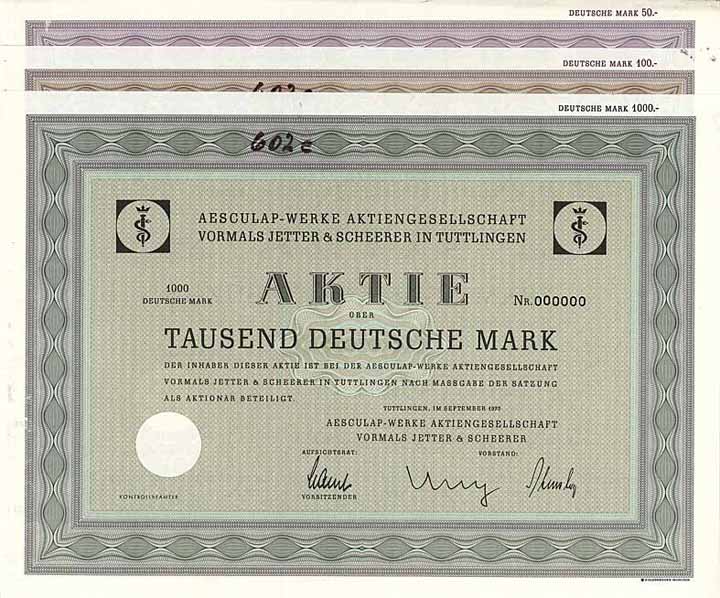 DEUTSCHE MARK 50.-
DEUTSCHE MARK 100.-
DEUTSCHE MARK 1000.-
602c
AESCULAP-WERKE AKTIENGESELLSCHAFT
VORMALS JETTER & SCHEERER IN TUTTLINGEN
1000
DEUTSCHE MARK
AKTIE
NR. 000000
ÜBER
TAUSEND DEUTSCHE MARK
DER INHABER DIESER AKTIE IST BEI DER AESCULAP-WERKE AKTIENGESELLSCHAFT
VORMALS JETTER & SCHEERER IN TUTTLINGEN NACH MASSGABE DER SATZUNG
ALS AKTIONÄR BETEILIGT.
TUTTLINGEN, IM SEPTEMBER 1975
AESCULAP-WERKE AKTIENGESELLSCHAFT
VORMALS JETTER & SCHEERER
AUFSICHTSRAT:
VORSTAND:
VORSITZENDER
KONTROLLBEAMTER